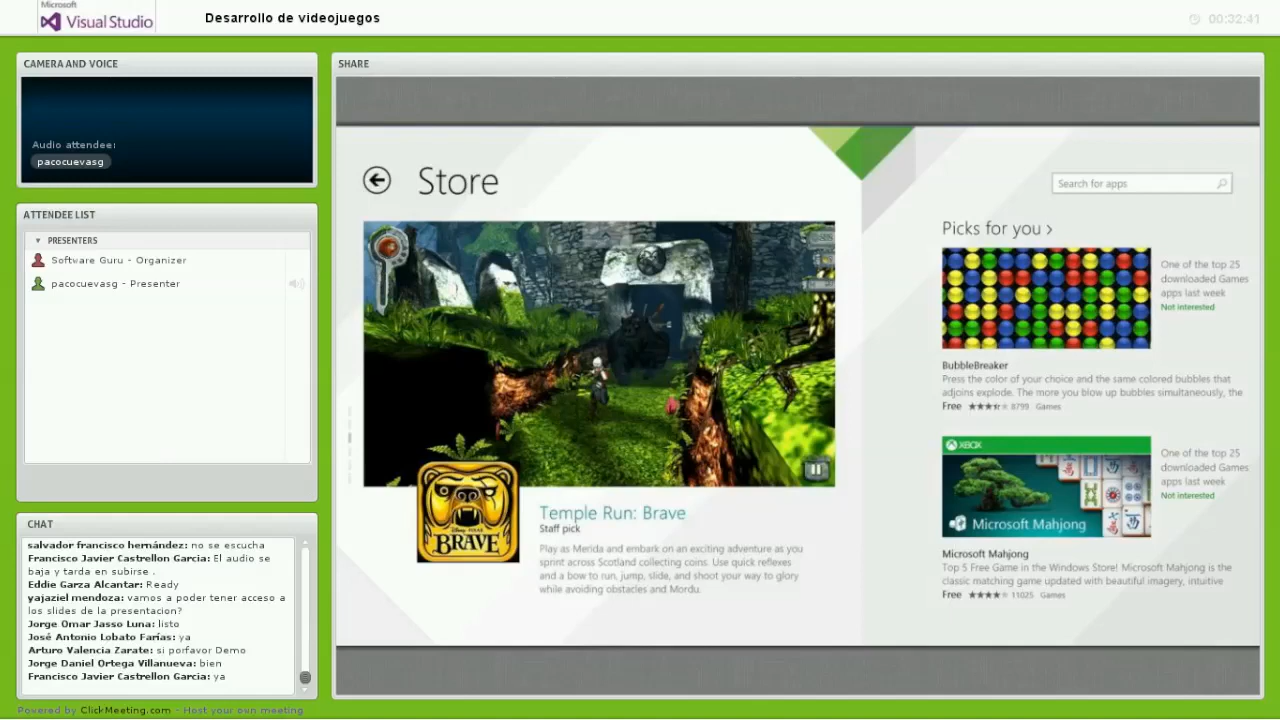 Microsoft
Visual Studio
Desarrollo de videojuegos
00:32:41
CAMERA AND VOICE
Audio attendee:
pacocuevasg
ATTENDEE LIST
PRESENTERS
Software Guru - Organizer
pacocuevasg - Presenter
CHAT
salvador francisco hernández: no se escucha
Francisco Javier Castrellon Garcia: El audio se
baja y tarda en subirse .
Eddie Garza Alcantar: Ready
yajaziel mendoza: vamos a poder tener acceso a
los slides de la presentacion?
Jorge Omar Jasso Luna: listo
José Antonio Lobato Farías: ya
Arturo Valencia Zarate: si porfavor Demo
Jorge Daniel Ortega Villanueva: bien
Francisco Javier Castrellon Garcia: ya
SHARE
Store
Search for apps
BRAVE
Temple Run: Brave
Staff pick
Play as Merida and embark on an exciting adventure as you
sprint across Scotland collecting coins. Use quick reflexes
and a bow to run, jump, slide, and shoot your way to glory
while avoiding obstacles and Mordu.
Picks for you >
One of the top 25
downloaded Games
apps last week
Not interested
BubbleBreaker
Press the color of your choice and the same colored bubbles that
adjoins explode. The more you blow up bubbles simultaneously, the
Free 8799 Games
XBOX
Microsoft Mahjong
One of the top 25
downloaded Games
apps last week
Not interested
Microsoft Mahjong
Top 5 Free Game in the Windows Store! Microsoft Mahjong is the
classic matching game updated with beautiful imagery, intuitive
Free 11025 Games
Powered by ClickMeeting.com - Host your own meeting